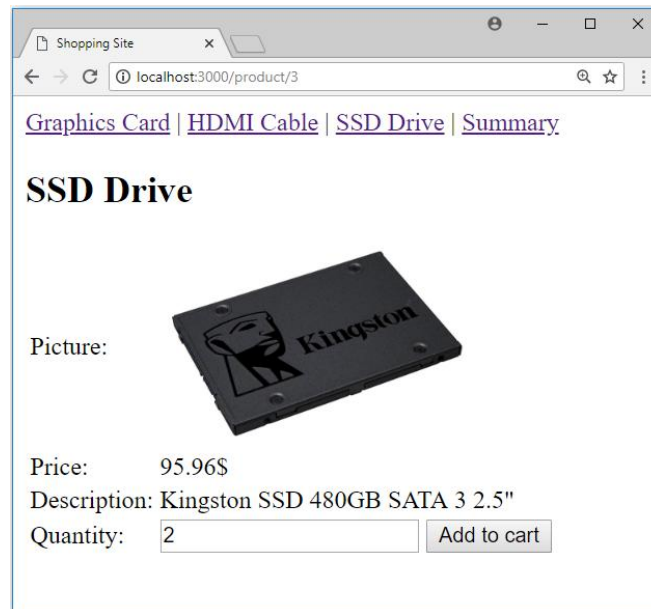 Shopping Site
localhost:3000/product/3
Graphics Card | HDMI Cable | SSD Drive | Summary
SSD Drive
Picture:
Kingston
Price: 95.96$
Description: Kingston SSD 480GB SATA 3 2.5"
Quantity: 2 Add to cart